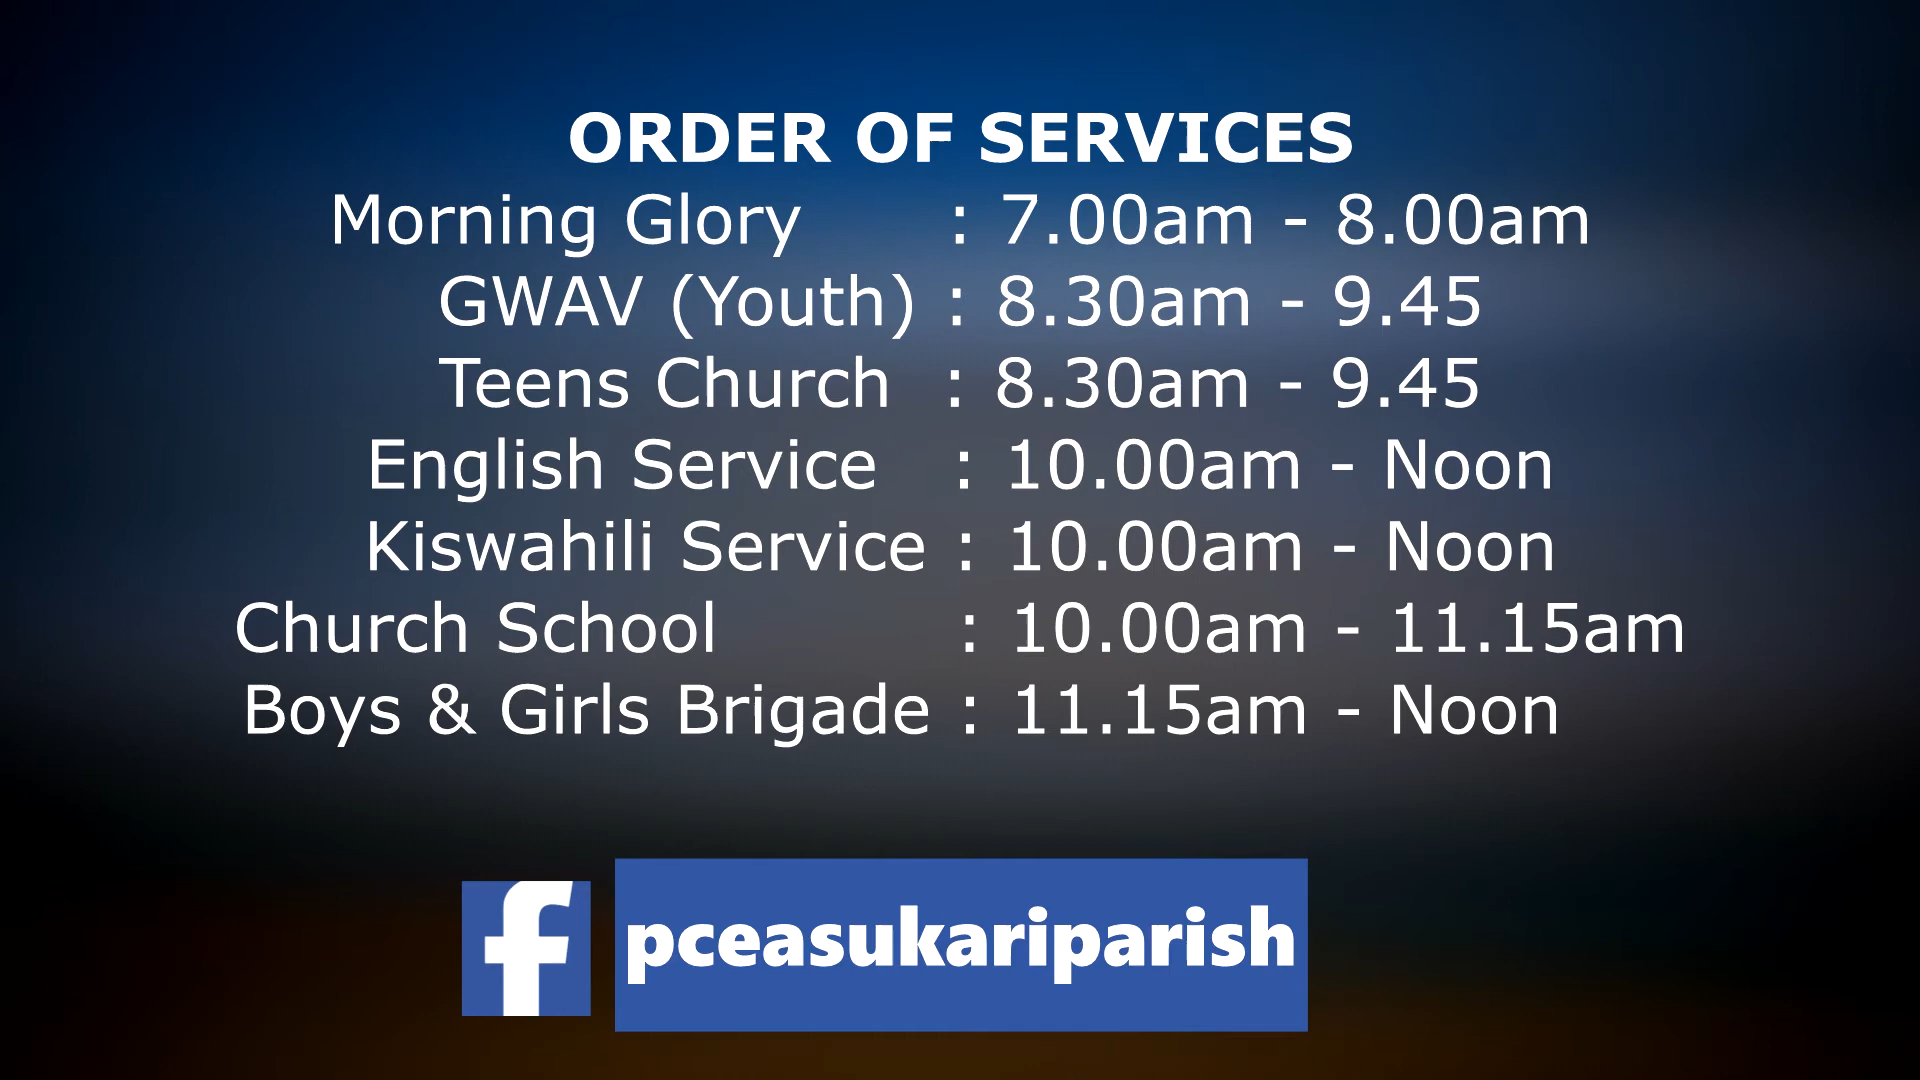 ORDER OF SERVICES
Morning Glory : 7.00am - 8.00am
GWAV (Youth) : 8.30am - 9.45
Teens Church : 8.30am - 9.45
English Service : 10.00am - Noon
Kiswahili Service : 10.00am - Noon
Church School : 10.00am - 11.15am
Boys & Girls Brigade : 11.15am - Noon
f pceasukariparish